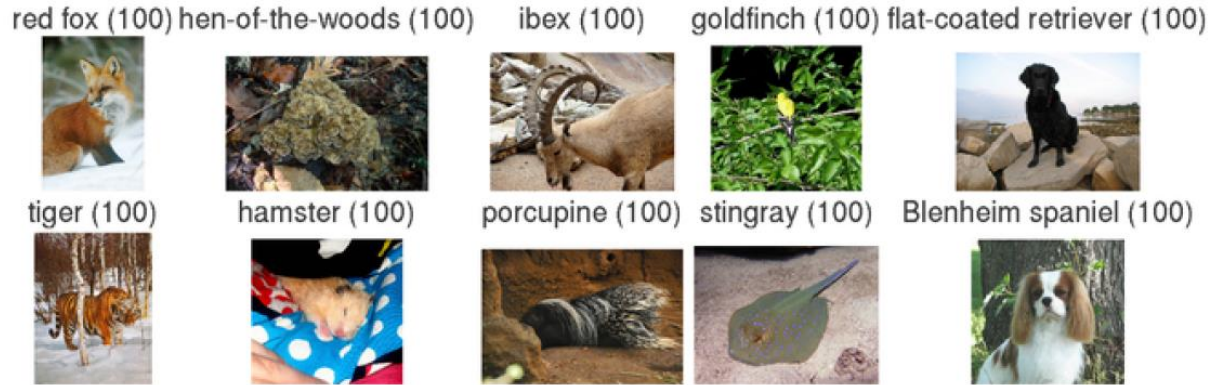 red fox (100) hen-of-the-woods (100) ibex (100) goldfinch (100) flat-coated retriever (100)
tiger (100) hamster (100) porcupine (100) stingray (100) Blenheim spaniel (100)